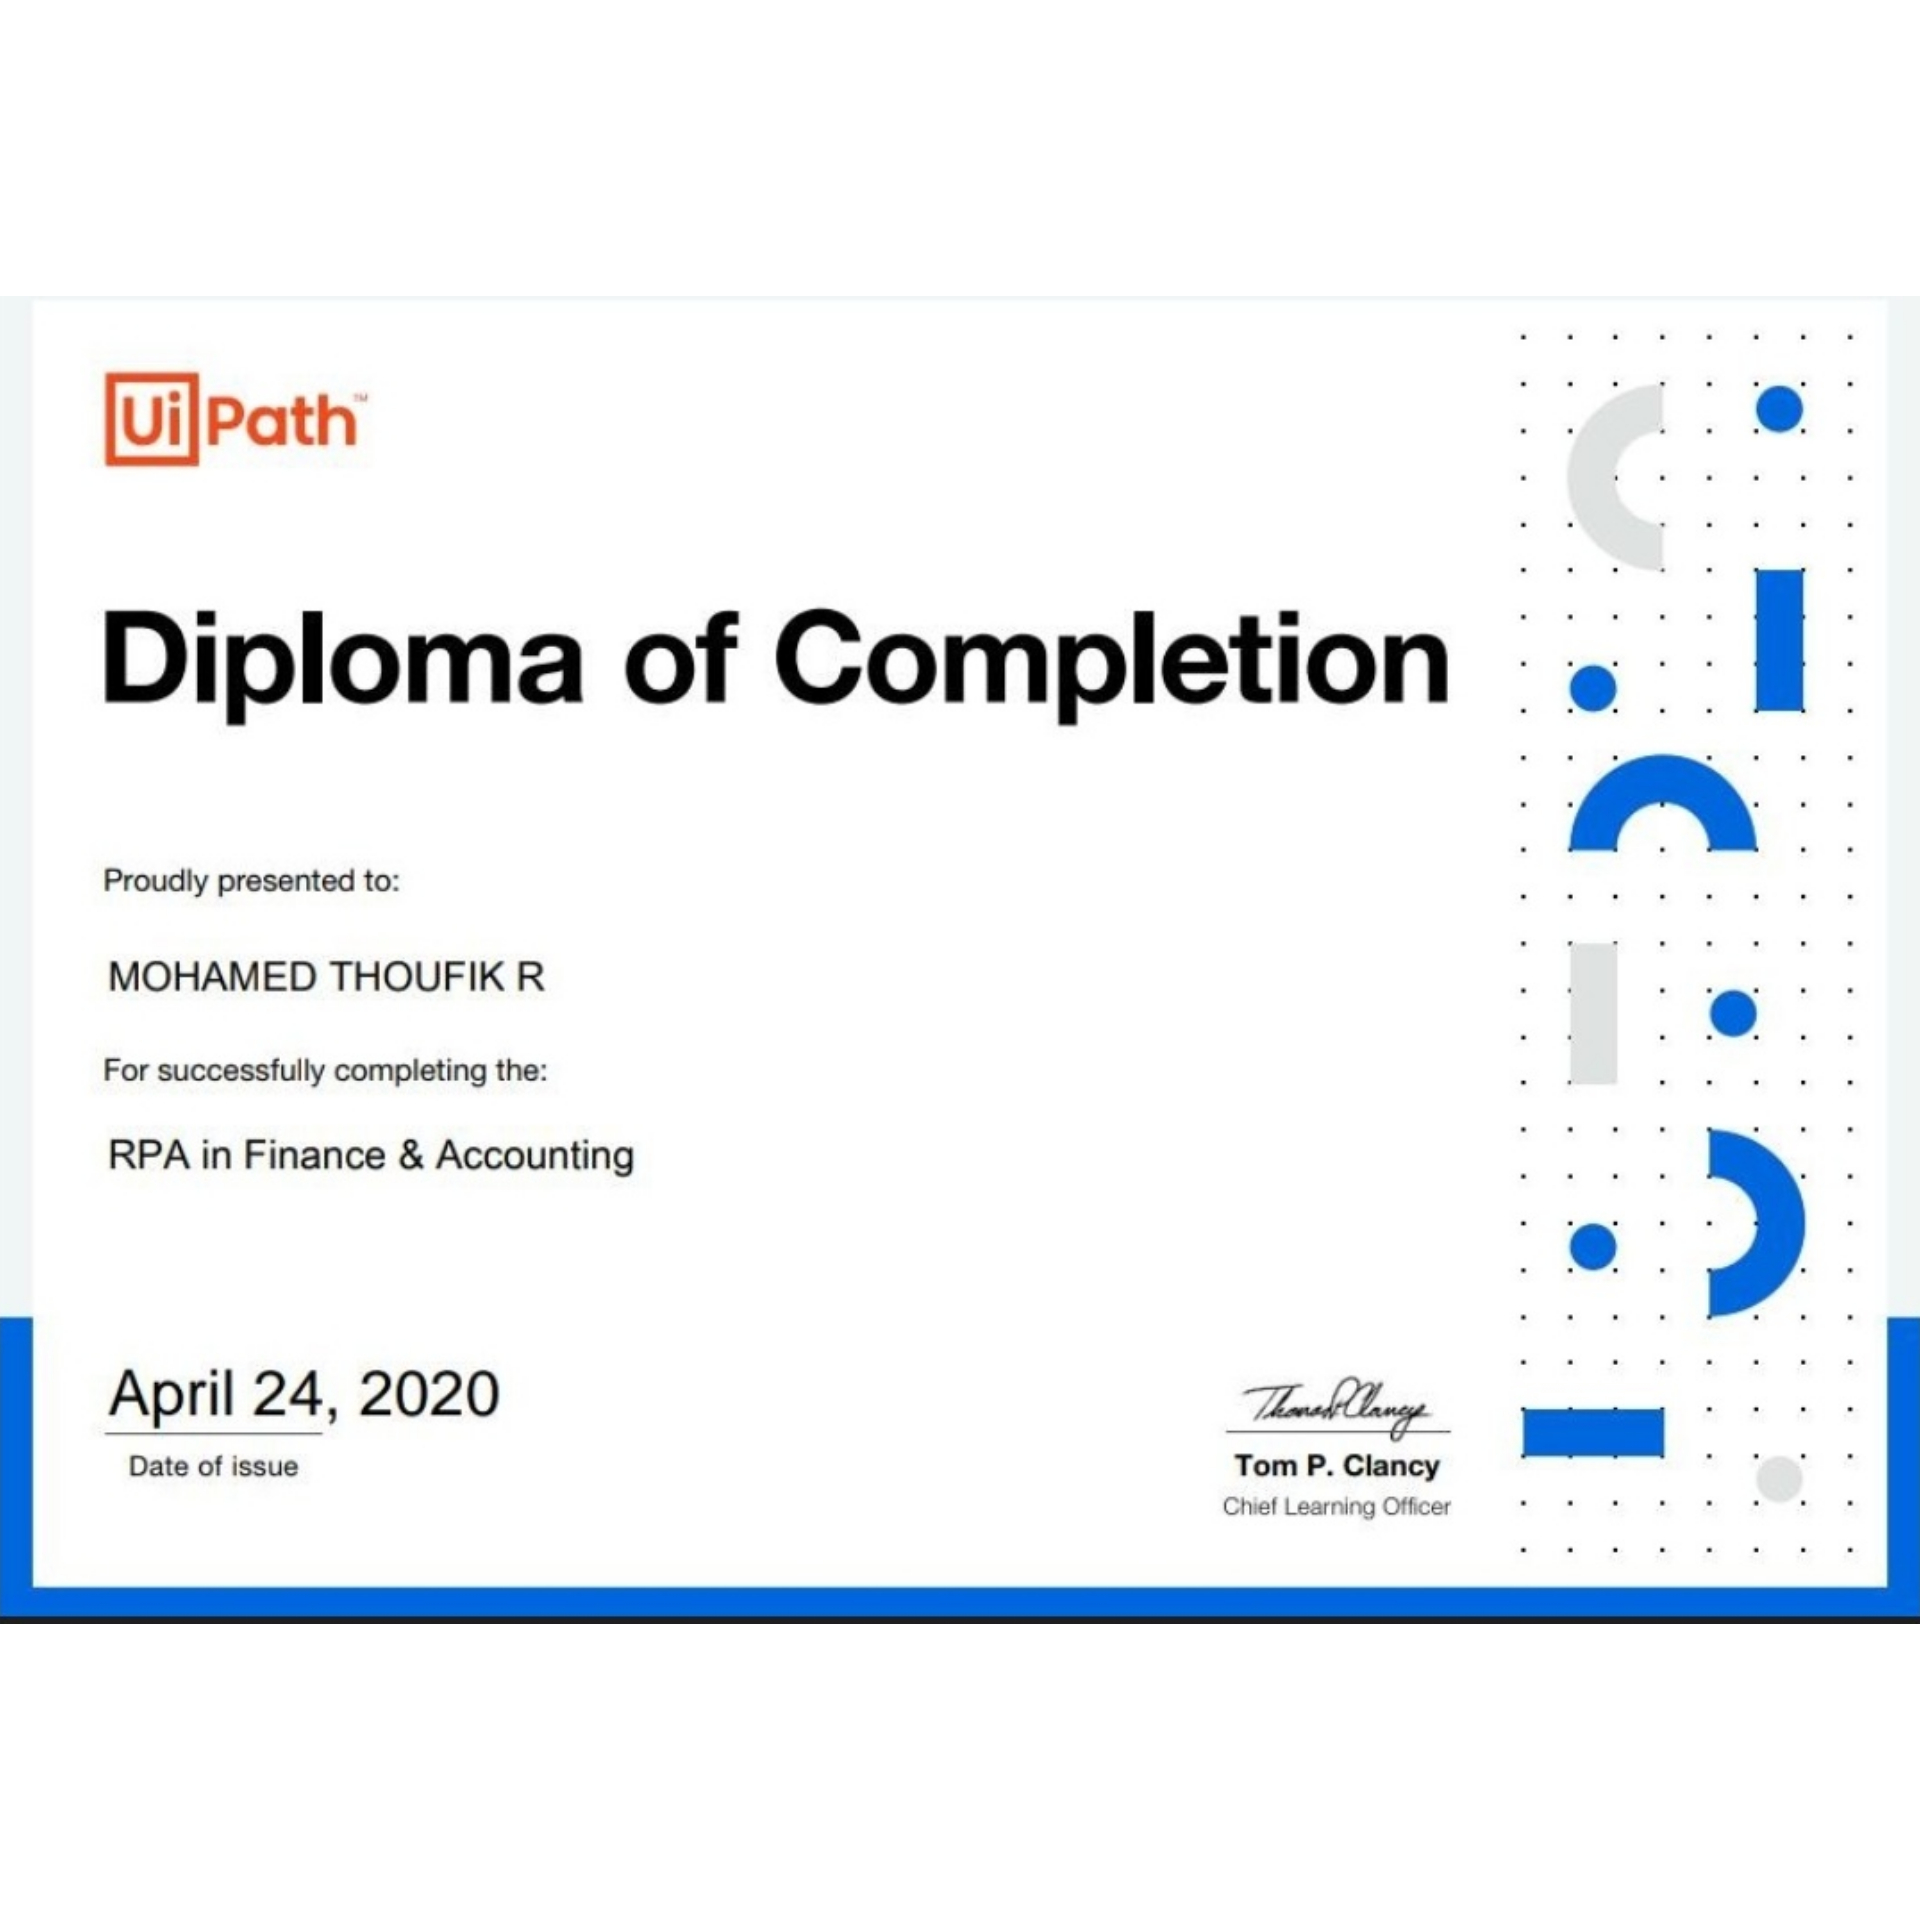 UiPath™
Diploma of Completion
Proudly presented to:
MOHAMED THOUFIK R
For successfully completing the:
RPA in Finance & Accounting
April 24, 2020
Date of issue
Thomas P Clancy
Tom P. Clancy
Chief Learning Officer